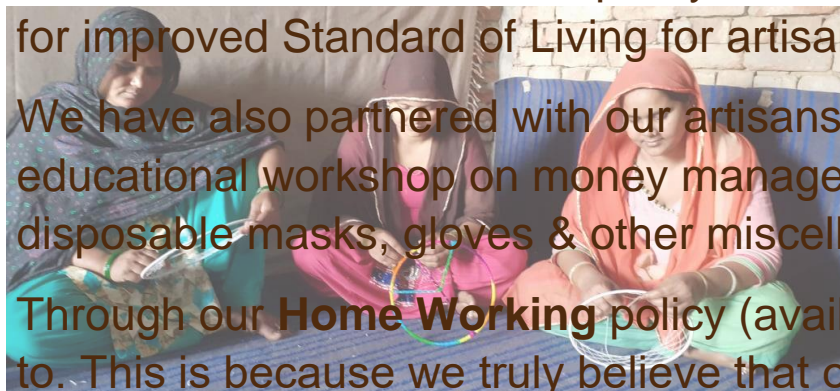 for improved Standard of Living for artisa
We have also partnered with our artisans
educational workshop on money manage
disposable masks, gloves & other miscell
Through our Home Working policy (avail
to. This is because we truly believe that